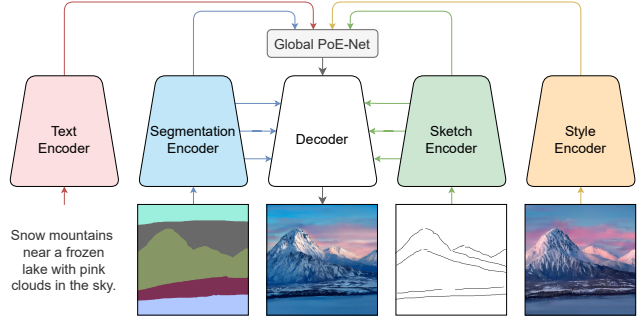 Global PoE-Net
Text
Encoder
Segmentation
Encoder
Decoder
Sketch
Encoder
Style
Encoder
Snow mountains
near a frozen
lake with pink
clouds in the sky.